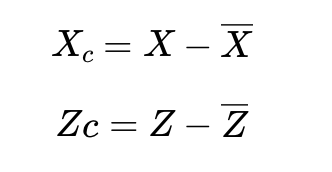 X_c = X − X̅
Zc = Z − Z̅